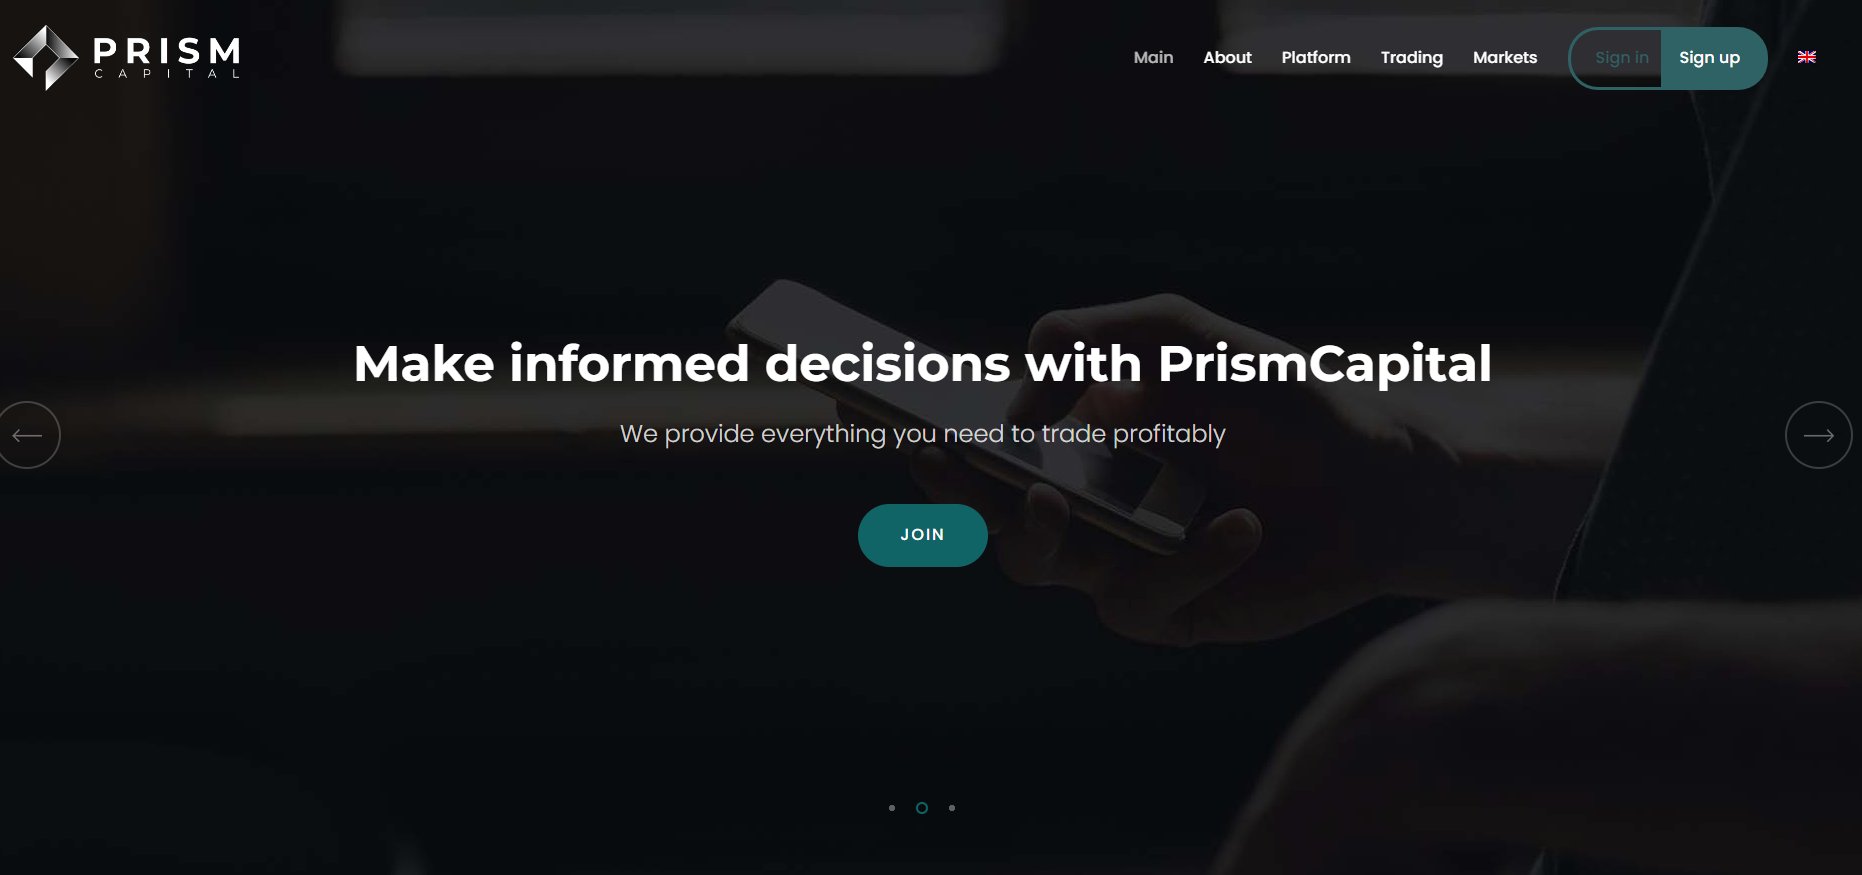 PRISM
CAPITAL
Main About Platform Trading Markets Sign in Sign up
Make informed decisions with PrismCapital
We provide everything you need to trade profitably
JOIN